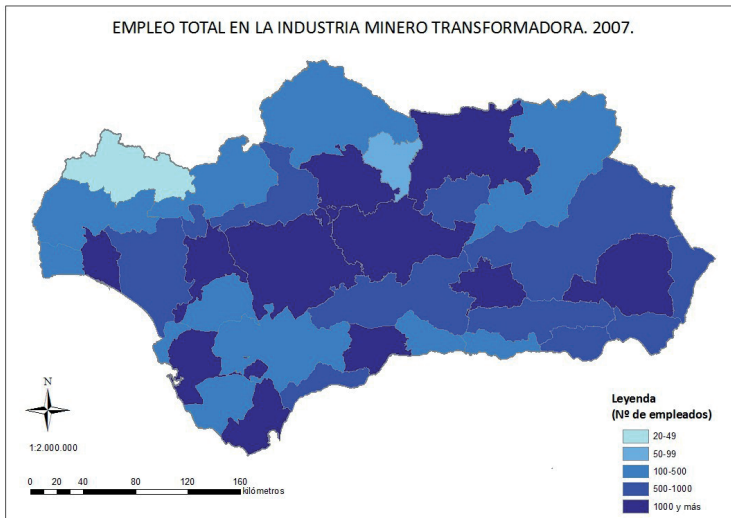 EMPLEO TOTAL EN LA INDUSTRIA MINERO TRANSFORMADORA. 2007.
N
1:2.000.000
0 10 20 40 80 120 160
kilómetros
Leyenda
(Nº de empleados)
20-49
50-99
100-500
500-1000
1000 y más